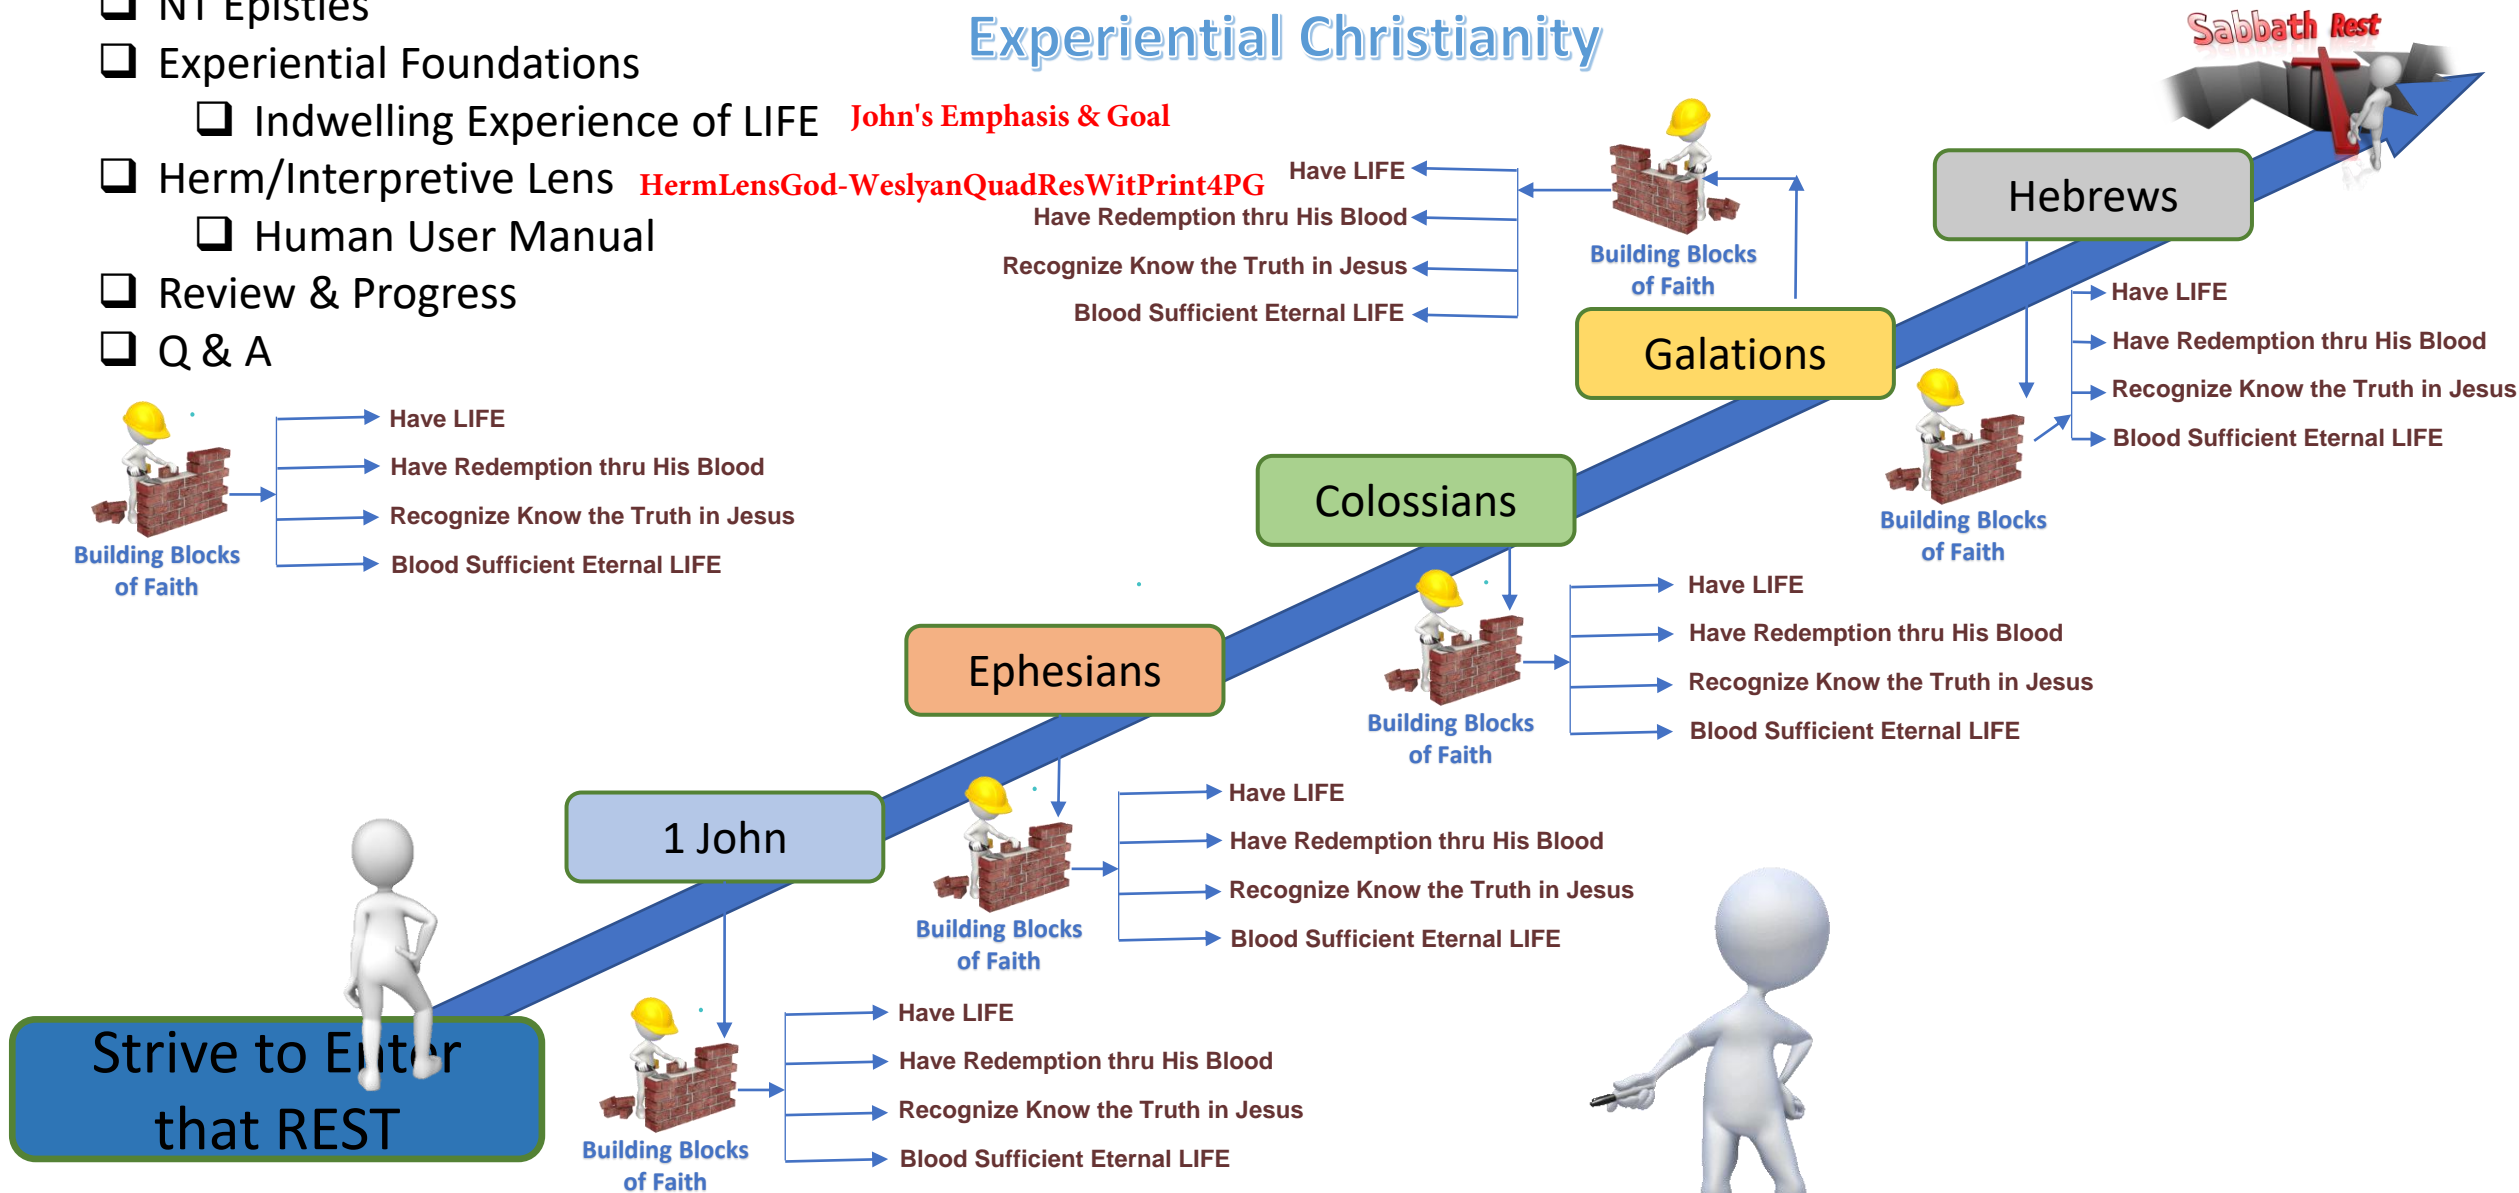 NT Epistles
Experiential Foundations
Indwelling Experience of LIFE
John's Emphasis & Goal
Herm/Interpretive Lens
HermLensGod-WeslyanQuadResWitPrint4PG
Human User Manual
Review & Progress
Q & A
Experiential Christianity
Sabbath Rest
Have LIFE
Have Redemption thru His Blood
Recognize Know the Truth in Jesus
Blood Sufficient Eternal LIFE
Building Blocks
of Faith
Hebrews
Have LIFE
Have Redemption thru His Blood
Recognize Know the Truth in Jesus
Blood Sufficient Eternal LIFE
Building Blocks
of Faith
Galations
Building Blocks
of Faith
Have LIFE
Have Redemption thru His Blood
Recognize Know the Truth in Jesus
Blood Sufficient Eternal LIFE
Colossians
Building Blocks
of Faith
Have LIFE
Have Redemption thru His Blood
Recognize Know the Truth in Jesus
Blood Sufficient Eternal LIFE
Ephesians
Building Blocks
of Faith
Have LIFE
Have Redemption thru His Blood
Recognize Know the Truth in Jesus
Blood Sufficient Eternal LIFE
1 John
Building Blocks
of Faith
Have LIFE
Have Redemption thru His Blood
Recognize Know the Truth in Jesus
Blood Sufficient Eternal LIFE
Strive to Enter
that REST